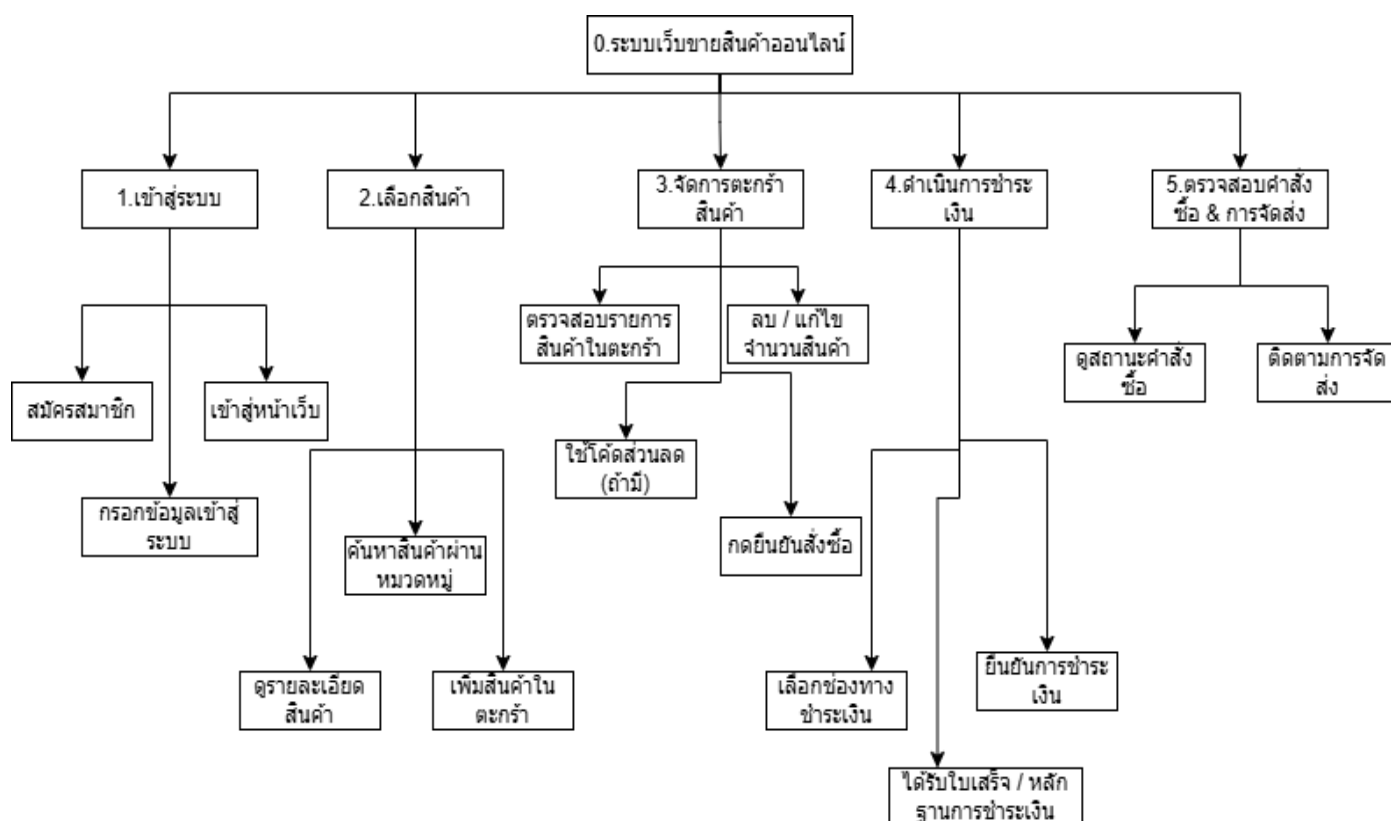 0.ระบบเว็บขายสินค้าออนไลน์
1.เข้าสู่ระบบ
2.เลือกสินค้า
3.จัดการตะกร้า
สินค้า
4.ดำเนินการชำระ
เงิน
5.ตรวจสอบคำสั่ง
ซื้อ & การจัดส่ง
ตรวจสอบรายการ
สินค้าในตะกร้า
ลบ / แก้ไข
จำนวนสินค้า
ดูสถานะคำสั่ง
ซื้อ
ติดตามการจัด
ส่ง
สมัครสมาชิก
เข้าสู่หน้าเว็บ
ใช้โค้ดส่วนลด
(ถ้ามี)
กรอกข้อมูลเข้าสู่
ระบบ
กดยืนยันสั่งซื้อ
ค้นหาสินค้าผ่าน
หมวดหมู่
ดูรายละเอียด
สินค้า
เพิ่มสินค้าใน
ตะกร้า
เลือกช่องทาง
ชำระเงิน
ยืนยันการชำระ
เงิน
ได้รับใบเสร็จ / หลัก
ฐานการชำระเงิน